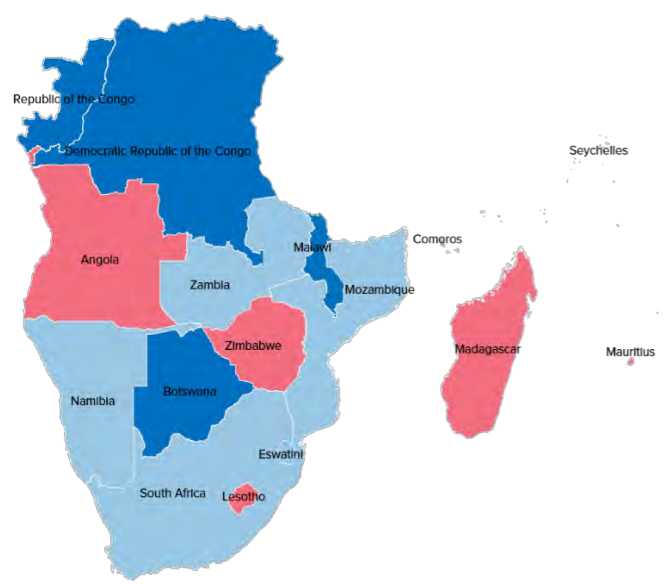 Republic of the Congo
Democratic Republic of the Congo
Seychelles
Comoros
Malawi
Angola
Zambia
Mozambique
Zimbabwe
Madagascar
Mauritius
Botswana
Namibia
Eswatini
South Africa
Lesotho